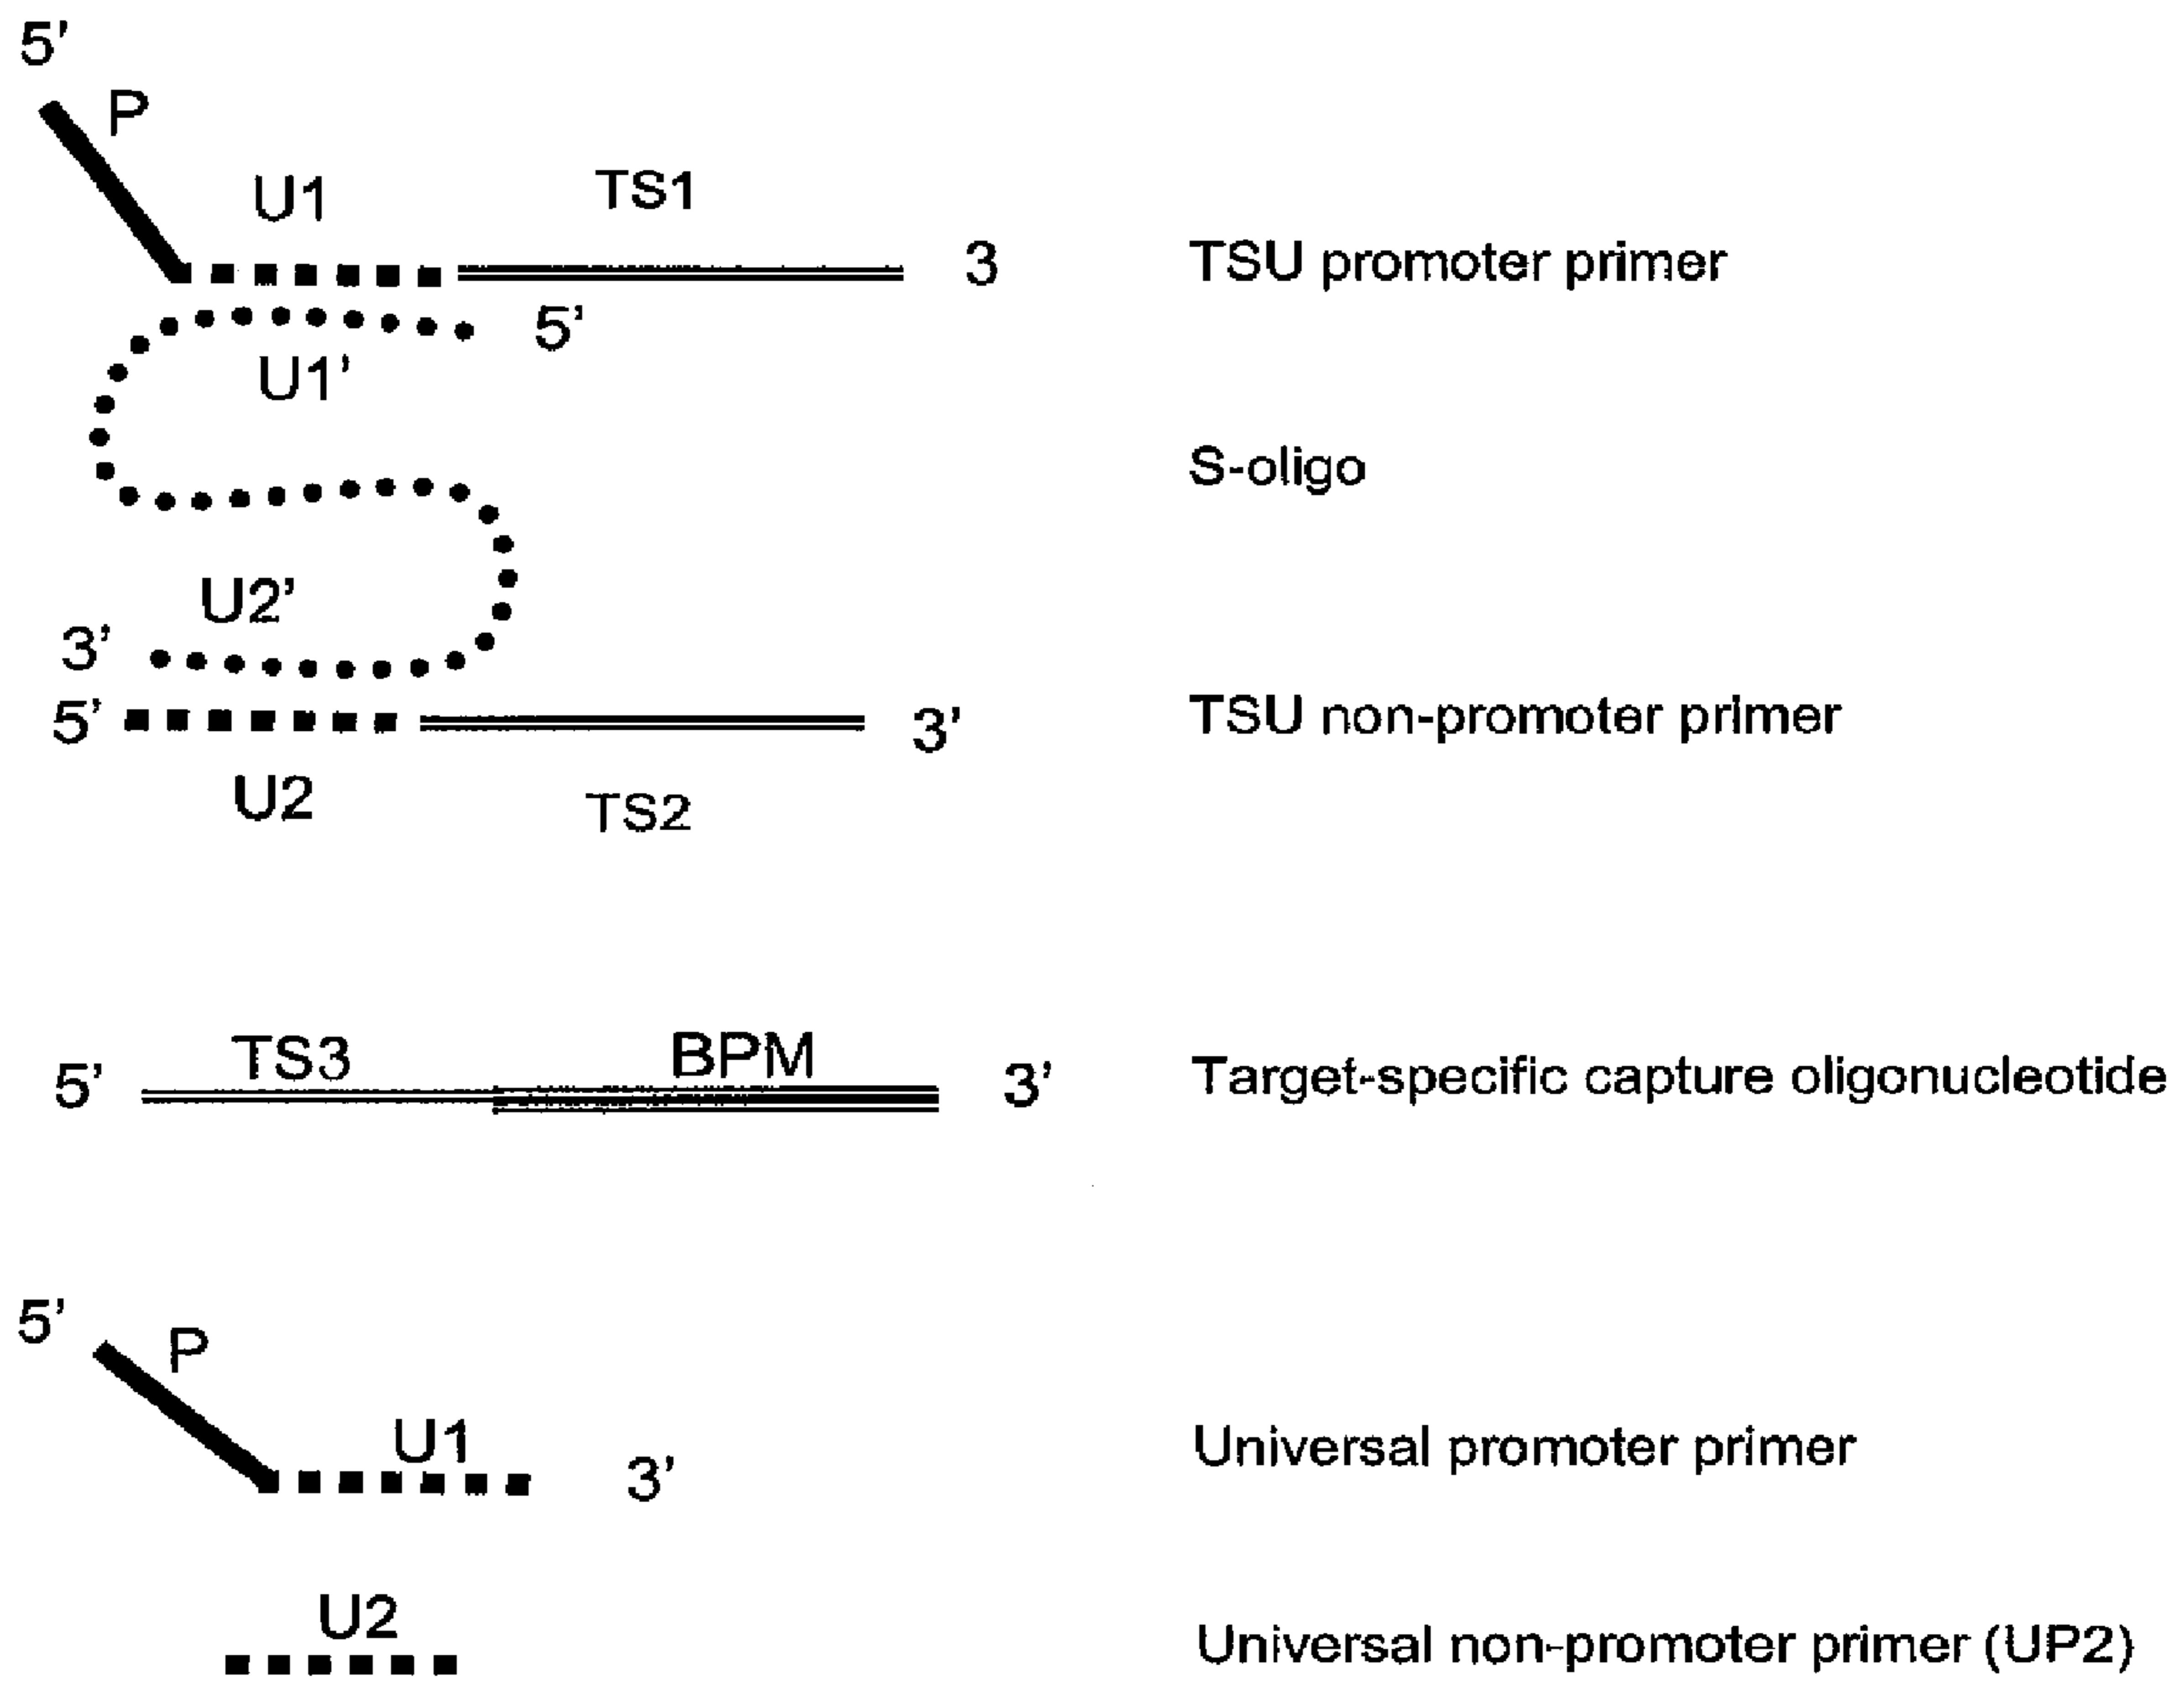 5’
P
U1
TS1
3
TSU promoter primer
5’
U1’
S-oligo
U2’
3’
5’
3’
TSU non-promoter primer
U2
TS2
TS3
BPM
5’
3’
Target-specific capture oligonucleotide
5’
P
U1
3’
Universal promoter primer
U2
Universal non-promoter primer (UP2)